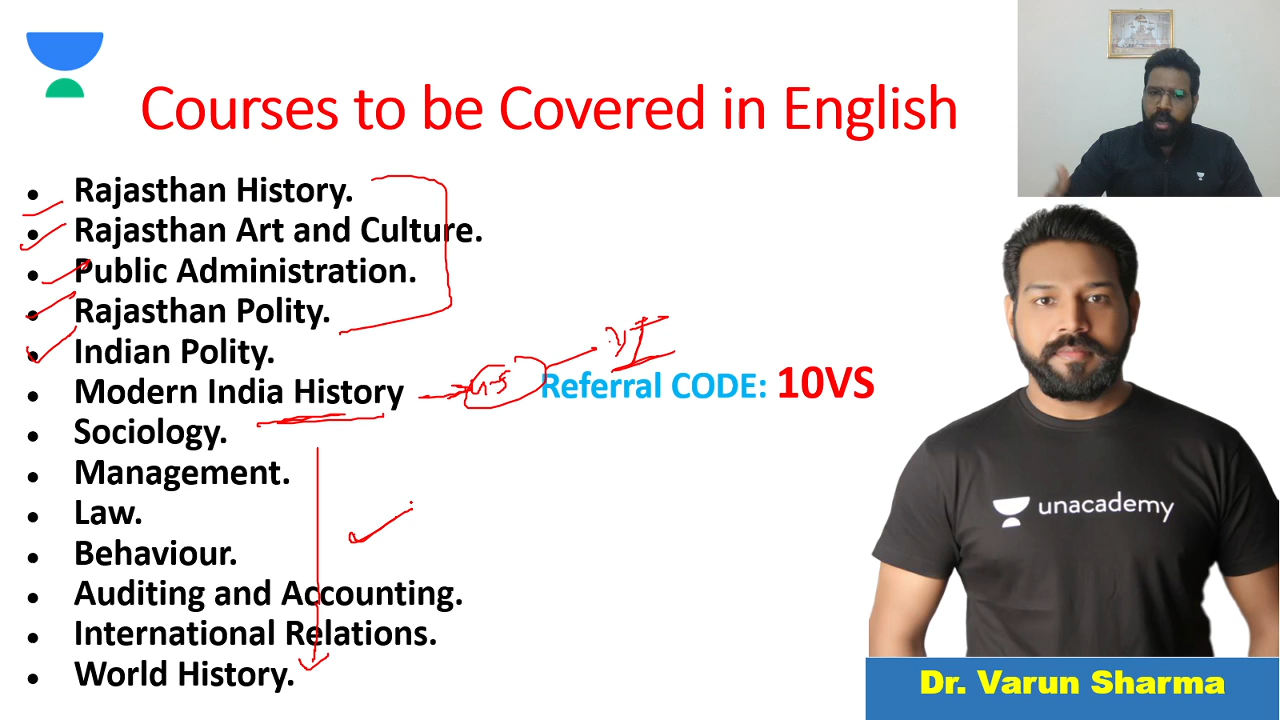 Courses to be Covered in English
Rajasthan History.
Rajasthan Art and Culture.
Public Administration.
Rajasthan Polity.
Indian Polity.
Modern India History
Referral CODE: 10VS
Sociology.
Management.
Law.
Behaviour.
Auditing and Accounting.
International Relations.
World History.
unacademy
Dr. Varun Sharma